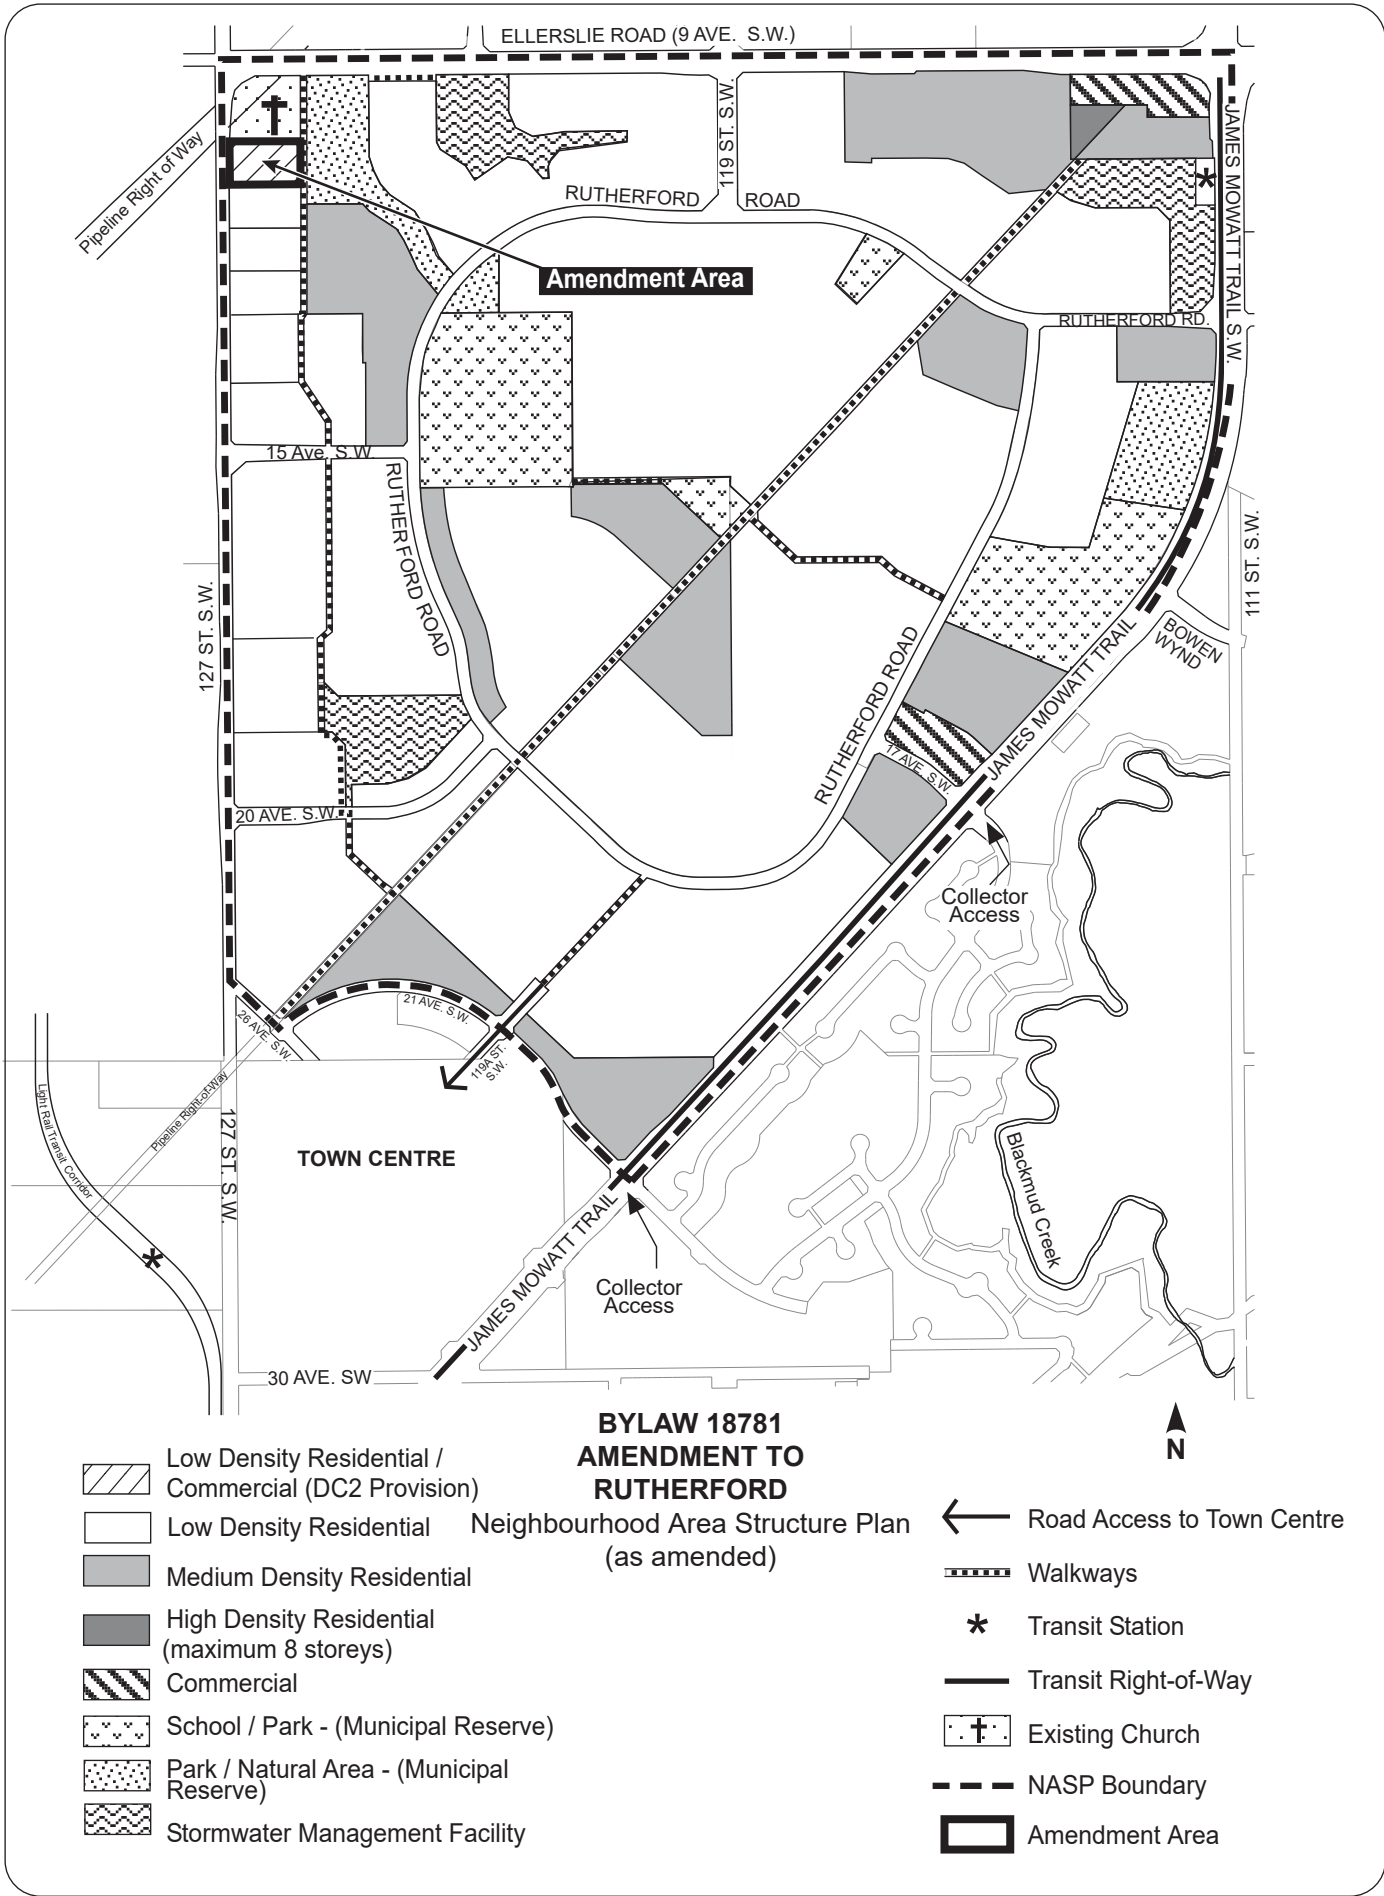 ELLERSLIE ROAD (9 AVE. S.W.)
Pipeline Right of Way
119 ST. S.W.
JAMES MOWATT TRAIL S.W.
RUTHERFORD ROAD
Amendment Area
RUTHERFORD RD.
15 Ave. S.W.
RUTHERFORD ROAD
127 ST. S.W.
111 ST. S.W.
BOWEN
WYND
RUTHERFORD ROAD
JAMES MOWATT TRAIL
17 AVE. S.W.
20 AVE. S.W.
Collector
Access
21 AVE. S.W.
26 AVE. S.W.
119A ST.
S.W.
Light Rail Transit Corridor
Pipeline Right-of-Way
127 ST. S.W.
TOWN CENTRE
Blackmud Creek
JAMES MOWATT TRAIL
Collector
Access
30 AVE. SW
BYLAW 18781
AMENDMENT TO
RUTHERFORD
Neighbourhood Area Structure Plan
(as amended)
N
Low Density Residential /
Commercial (DC2 Provision)
Low Density Residential
Medium Density Residential
High Density Residential
(maximum 8 storeys)
Commercial
School / Park - (Municipal Reserve)
Park / Natural Area - (Municipal
Reserve)
Stormwater Management Facility
Road Access to Town Centre
Walkways
Transit Station
Transit Right-of-Way
Existing Church
NASP Boundary
Amendment Area